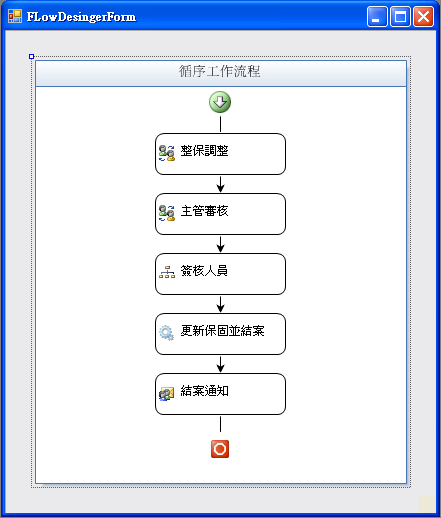 FLowDesingerForm
循序工作流程
整保調整
主管審核
簽核人員
更新保固並結案
結案通知